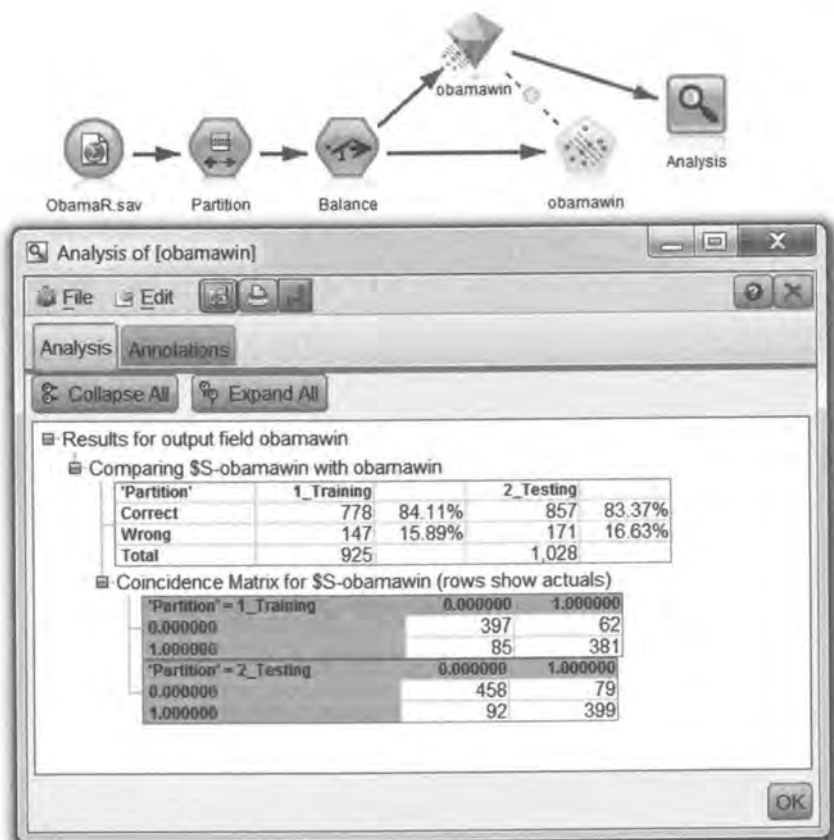 obamawin
ObamaR.sav
Partition
Balance
obamawin
Analysis
Analysis of [obamawin]
File Edit
Analysis Annotations
Collapse All Expand All
Results for output field obamawin
Comparing $S-obamawin with obamawin
'Partition' 1_Training 2_Testing
Correct 778 84.11% 857 83.37%
Wrong 147 15.89% 171 16.63%
Total 925 1,028
Coincidence Matrix for $S-obamawin (rows show actuals)
'Partition' = 1_Training 0.000000 1.000000
0.000000 397 62
1.000000 85 381
'Partition' = 2_Testing 0.000000 1.000000
0.000000 458 79
1.000000 92 399
OK